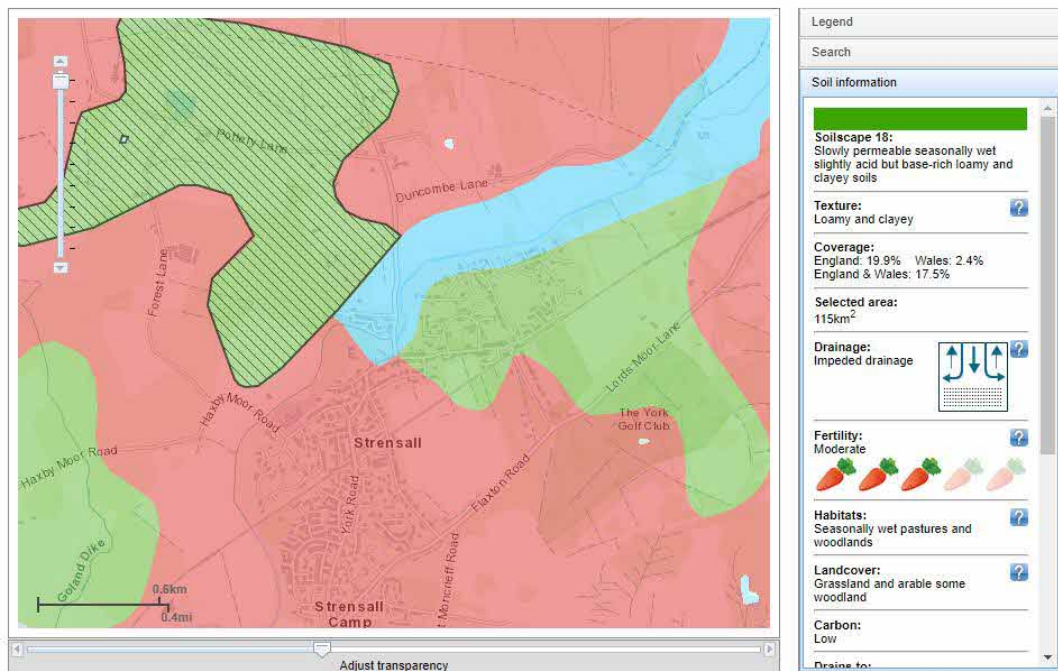 Pottery Lane
Duncombe Lane
Forest Lane
Lords Moor Lane
Haxby Moor Road
The York
Golf Club
Strensall
Haxby Moor Road
Flaxton Road
York Road
Goland Dike
0.6km
0.4mi
Strensall
Camp
t Moncrieff Road
Adjust transparency
Legend
Search
Soil information
Soilscape 18:
Slowly permeable seasonally wet
slightly acid but base-rich loamy and
clayey soils
Texture:
Loamy and clayey
?
Coverage:
England: 19.9% Wales: 2.4%
England & Wales: 17.5%
Selected area:
115km²
Drainage:
Impeded drainage
?
Fertility:
Moderate
?
Habitats:
Seasonally wet pastures and
woodlands
?
Landcover:
Grassland and arable some
woodland
?
Carbon:
Low
Drains to: